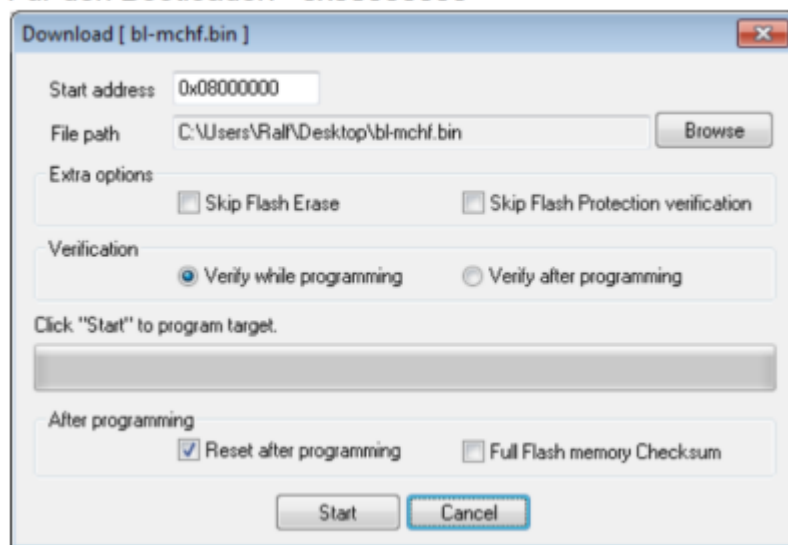 Download [ bl-mchf.bin ]
Start address 0x08000000
File path C:\Users\Ralf\Desktop\bl-mchf.bin Browse
Extra options
Skip Flash Erase Skip Flash Protection verification
Verification
Verify while programming Verify after programming
Click "Start" to program target.
After programming
Reset after programming Full Flash memory Checksum
Start Cancel